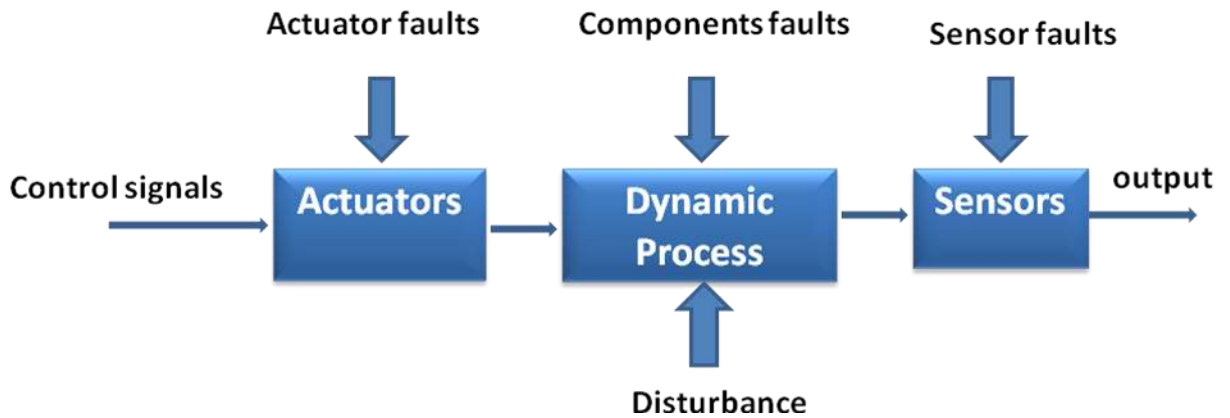 Actuator faults
Components faults
Sensor faults
Control signals
Actuators
Dynamic
Process
Sensors
output
Disturbance